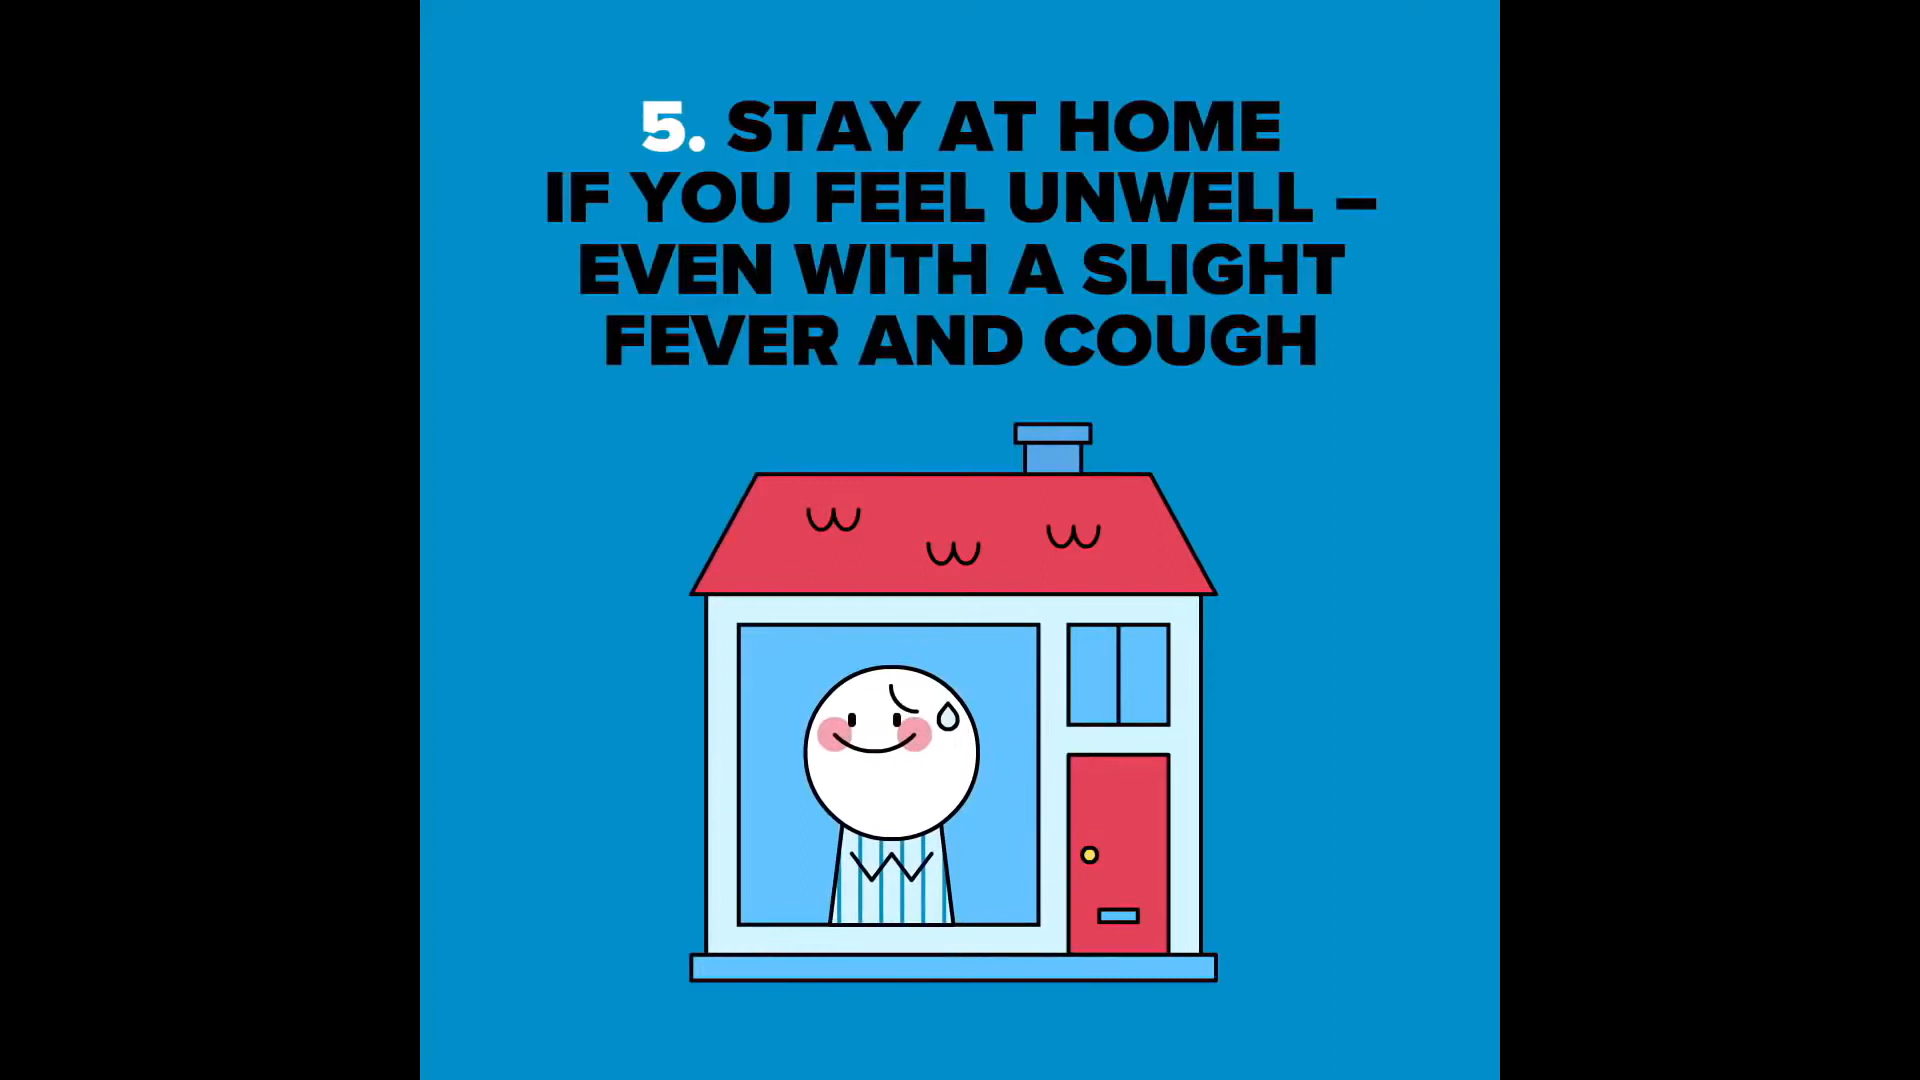 5. STAY AT HOME
IF YOU FEEL UNWELL –
EVEN WITH A SLIGHT
FEVER AND COUGH